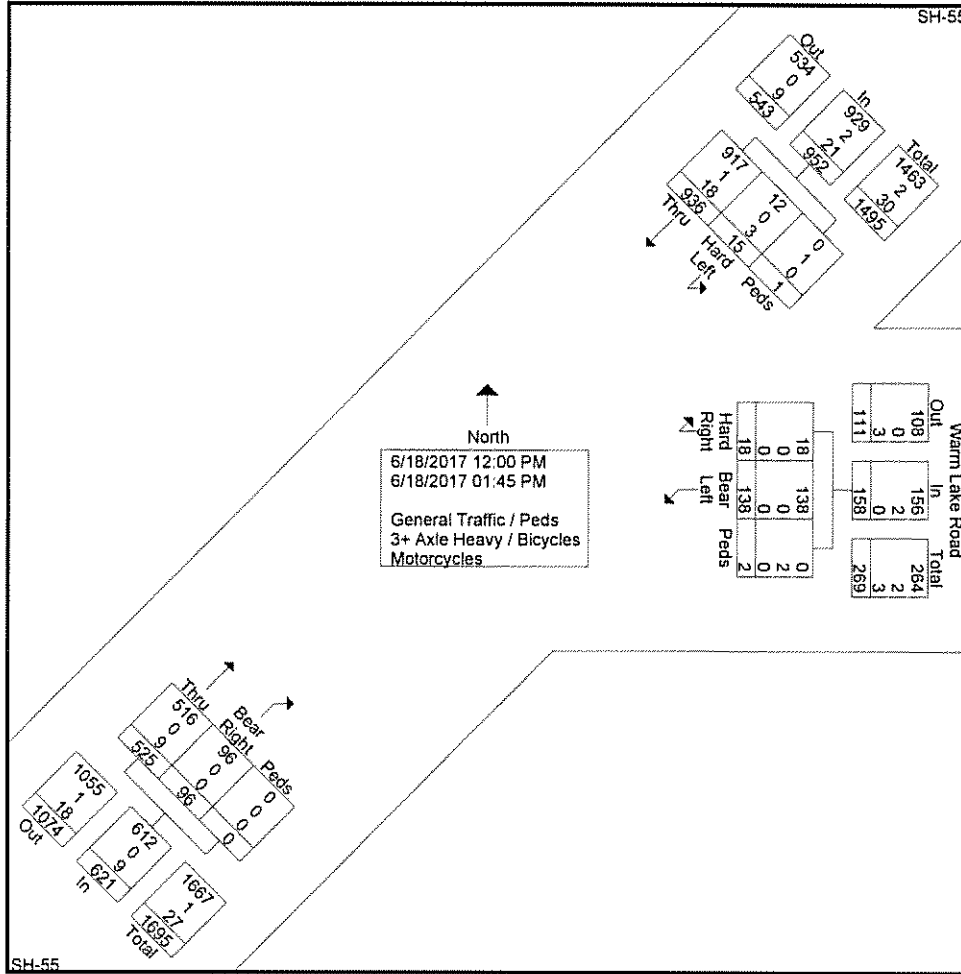 SH-55
Out
534
0
9
543
In
929
2
21
952
Total
1463
2
30
1495
917 12 0
1 0 1
18 3 0
936 15 1
Thru Hard Left Peds
Warm Lake Road
Out In Total
108 156 264
0 2 2
3 0 3
111 158 269
18 138 0
0 0 2
0 0 0
18 138 2
Hard Right Bear Left Peds
North
6/18/2017 12:00 PM
6/18/2017 01:45 PM
General Traffic / Peds
3+ Axle Heavy / Bicycles
Motorcycles
Thru Bear Right Peds
516 96 0
0 0 0
9 0 0
525 96 0
1055
1
18
1074
Out
612
0
9
621
In
1667
1
27
1695
Total
SH-55